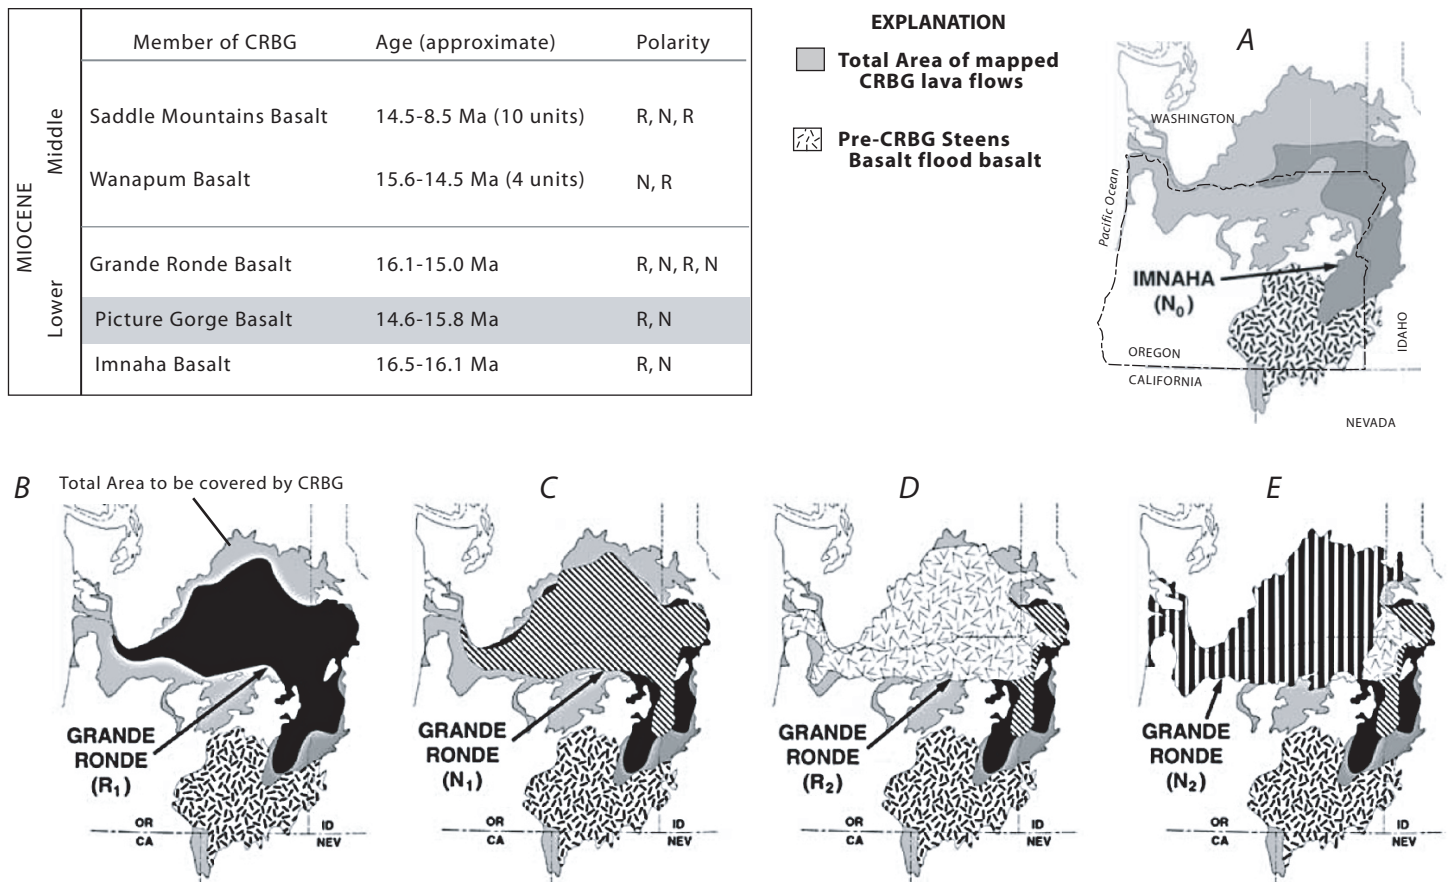 Member of CRBG Age (approximate) Polarity
MIOCENE
Middle
Saddle Mountains Basalt 14.5-8.5 Ma (10 units) R, N, R
Wanapum Basalt 15.6-14.5 Ma (4 units) N, R
Lower
Grande Ronde Basalt 16.1-15.0 Ma R, N, R, N
Picture Gorge Basalt 14.6-15.8 Ma R, N
Imnaha Basalt 16.5-16.1 Ma R, N
EXPLANATION
Total Area of mapped
CRBG lava flows
Pre-CRBG Steens
Basalt flood basalt
A
WASHINGTON
Pacific Ocean
IMNAHA
(N0)
IDAHO
OREGON
CALIFORNIA
NEVADA
B
Total Area to be covered by CRBG
GRANDE
RONDE
(R1)
OR ID
CA NEV
C
GRANDE
RONDE
(N1)
OR ID
CA NEV
D
GRANDE
RONDE
(R2)
OR ID
CA NEV
E
GRANDE
RONDE
(N2)
OR ID
CA NEV